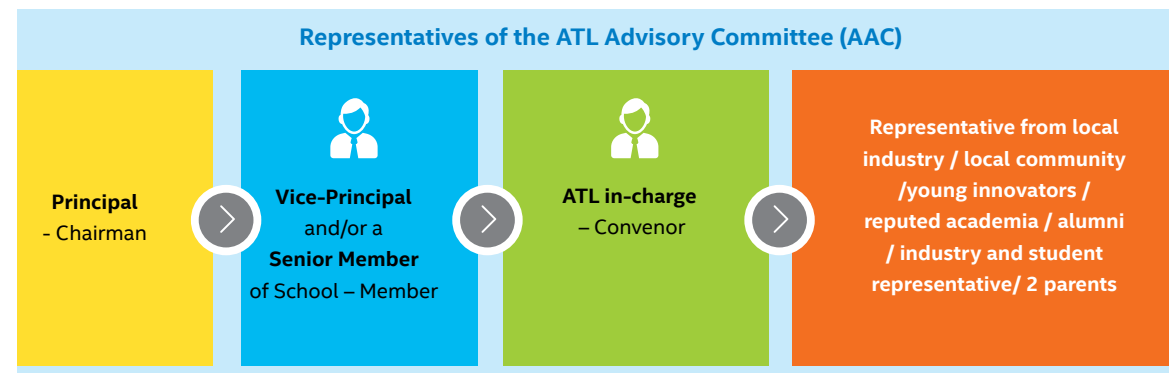 Representatives of the ATL Advisory Committee (AAC)
Principal
- Chairman
Vice-Principal
and/or a
Senior Member
of School – Member
ATL in-charge
– Convenor
Representative from local
industry / local community
/young innovators /
reputed academia / alumni
/ industry and student
representative/ 2 parents